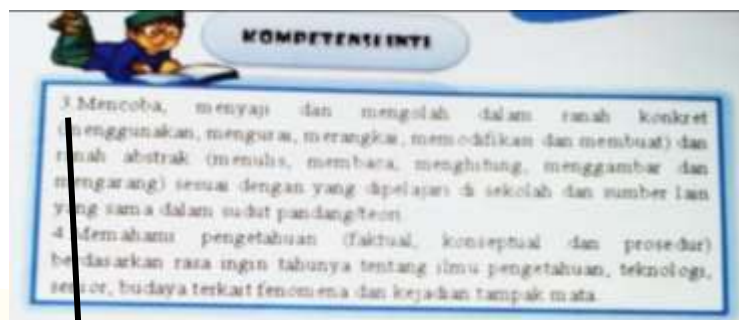 KOMPETENSI INTI
3.Mencoba, menyaji dan mengolah dalam ranah konkret
(menggunakan, mengurai, merangkai, memodifikasi dan membuat) dan
ranah abstrak (menulis, membaca, menghitung, menggambar dan
mengarang) sesuai dengan yang dipelajari di sekolah dan sumber lain
yang sama dalam sudut pandang/teori
4.Memahami pengetahuan (faktual, konseptual dan prosedur)
berdasarkan rasa ingin tahunya tentang ilmu pengetahuan, teknologi,
budaya terkait fenomena dan kejadian tampak mata.